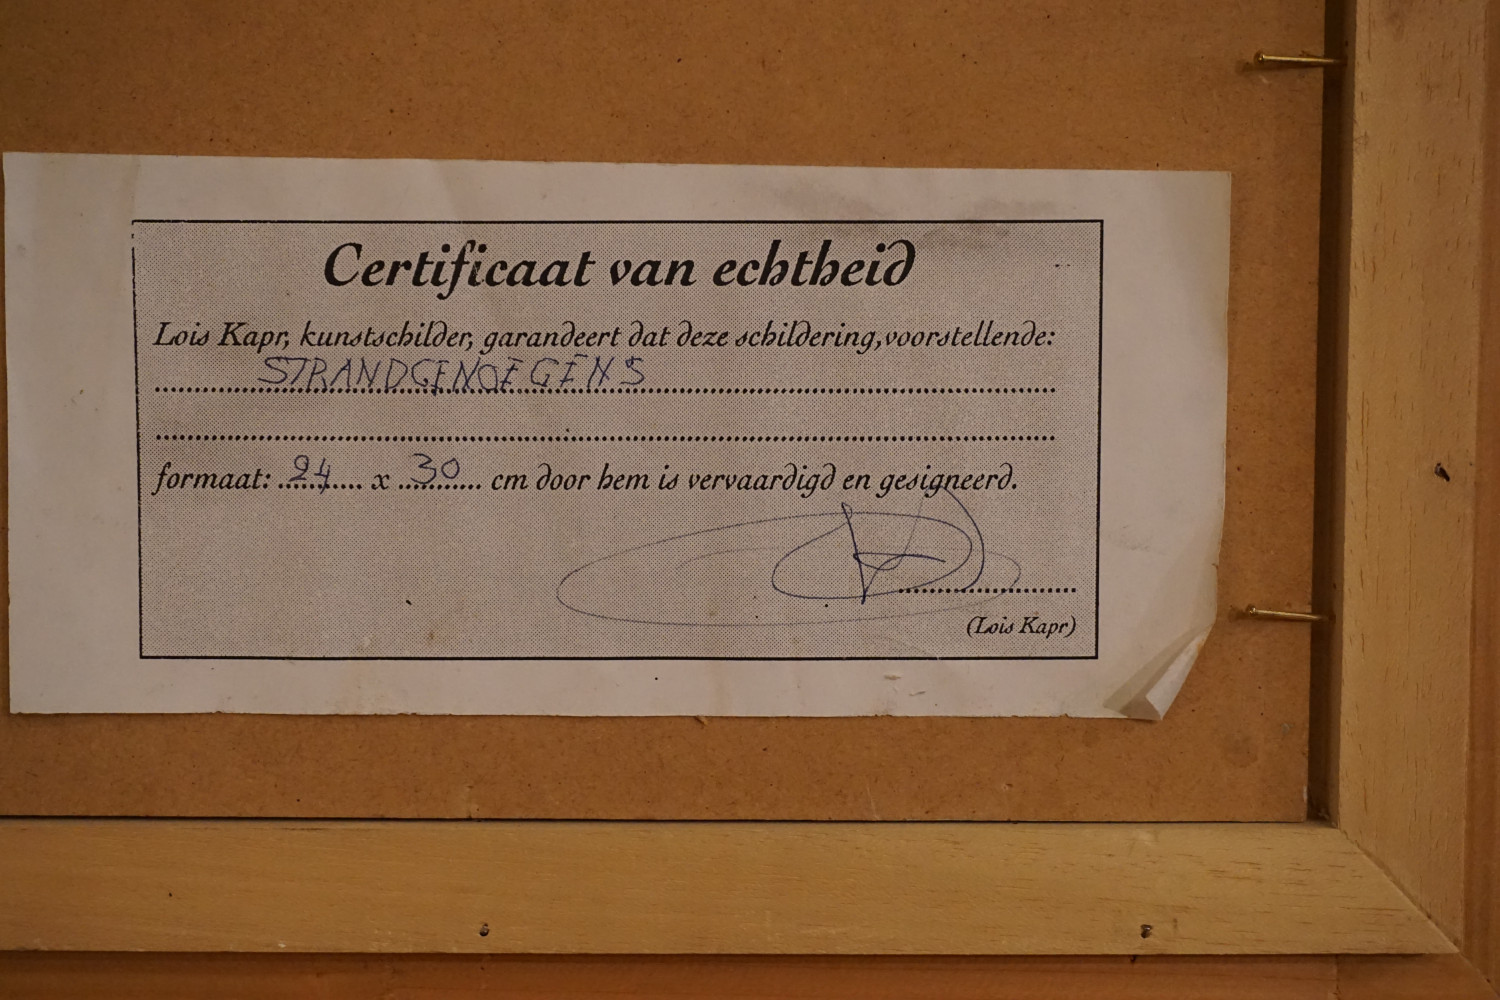 Certificaat van echtheid
Lois Kapr, kunstschilder, garandeert dat deze schildering, voorstellende:
STRANDGENOEGENS
formaat: 24 x 30 cm door hem is vervaardigd en gesigneerd.
(Lois Kapr)